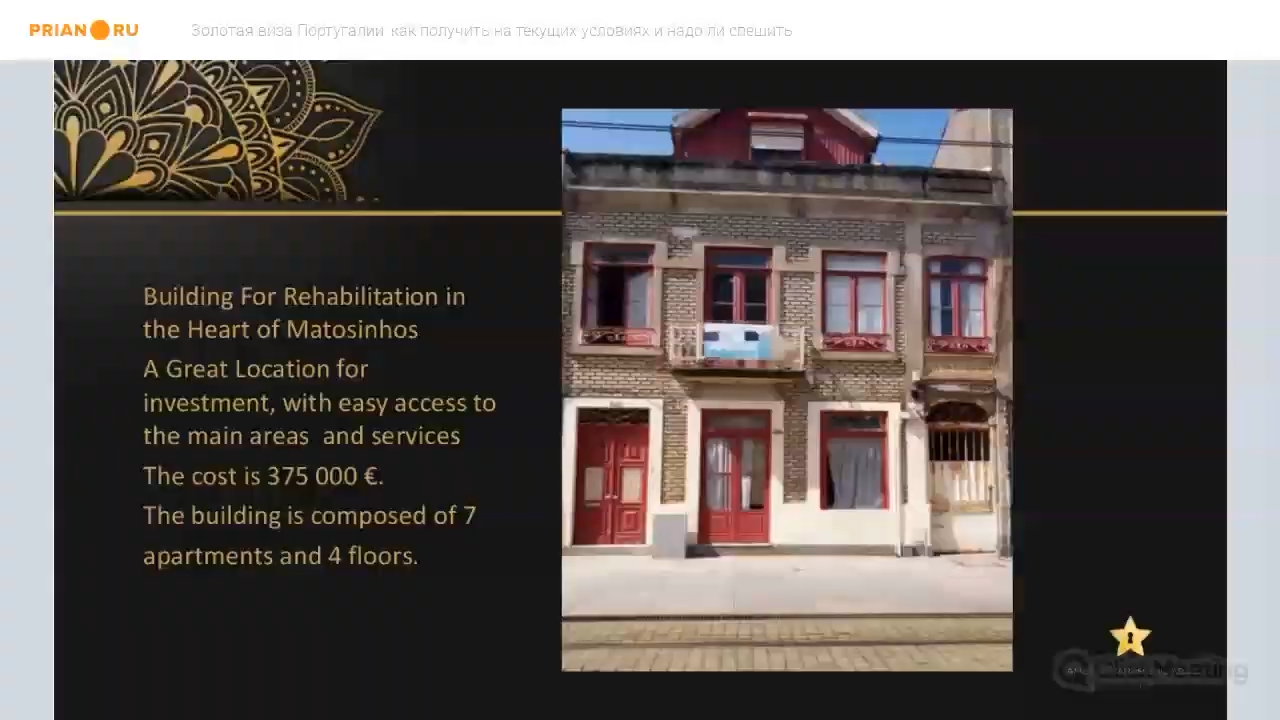 PRIAN RU
Золотая виза Португалии как получить на текущих условиях и надо ли спешить
Building For Rehabilitation in
the Heart of Matosinhos
A Great Location for
investment, with easy access to
the main areas and services
The cost is 375 000 €.
The building is composed of 7
apartments and 4 floors.